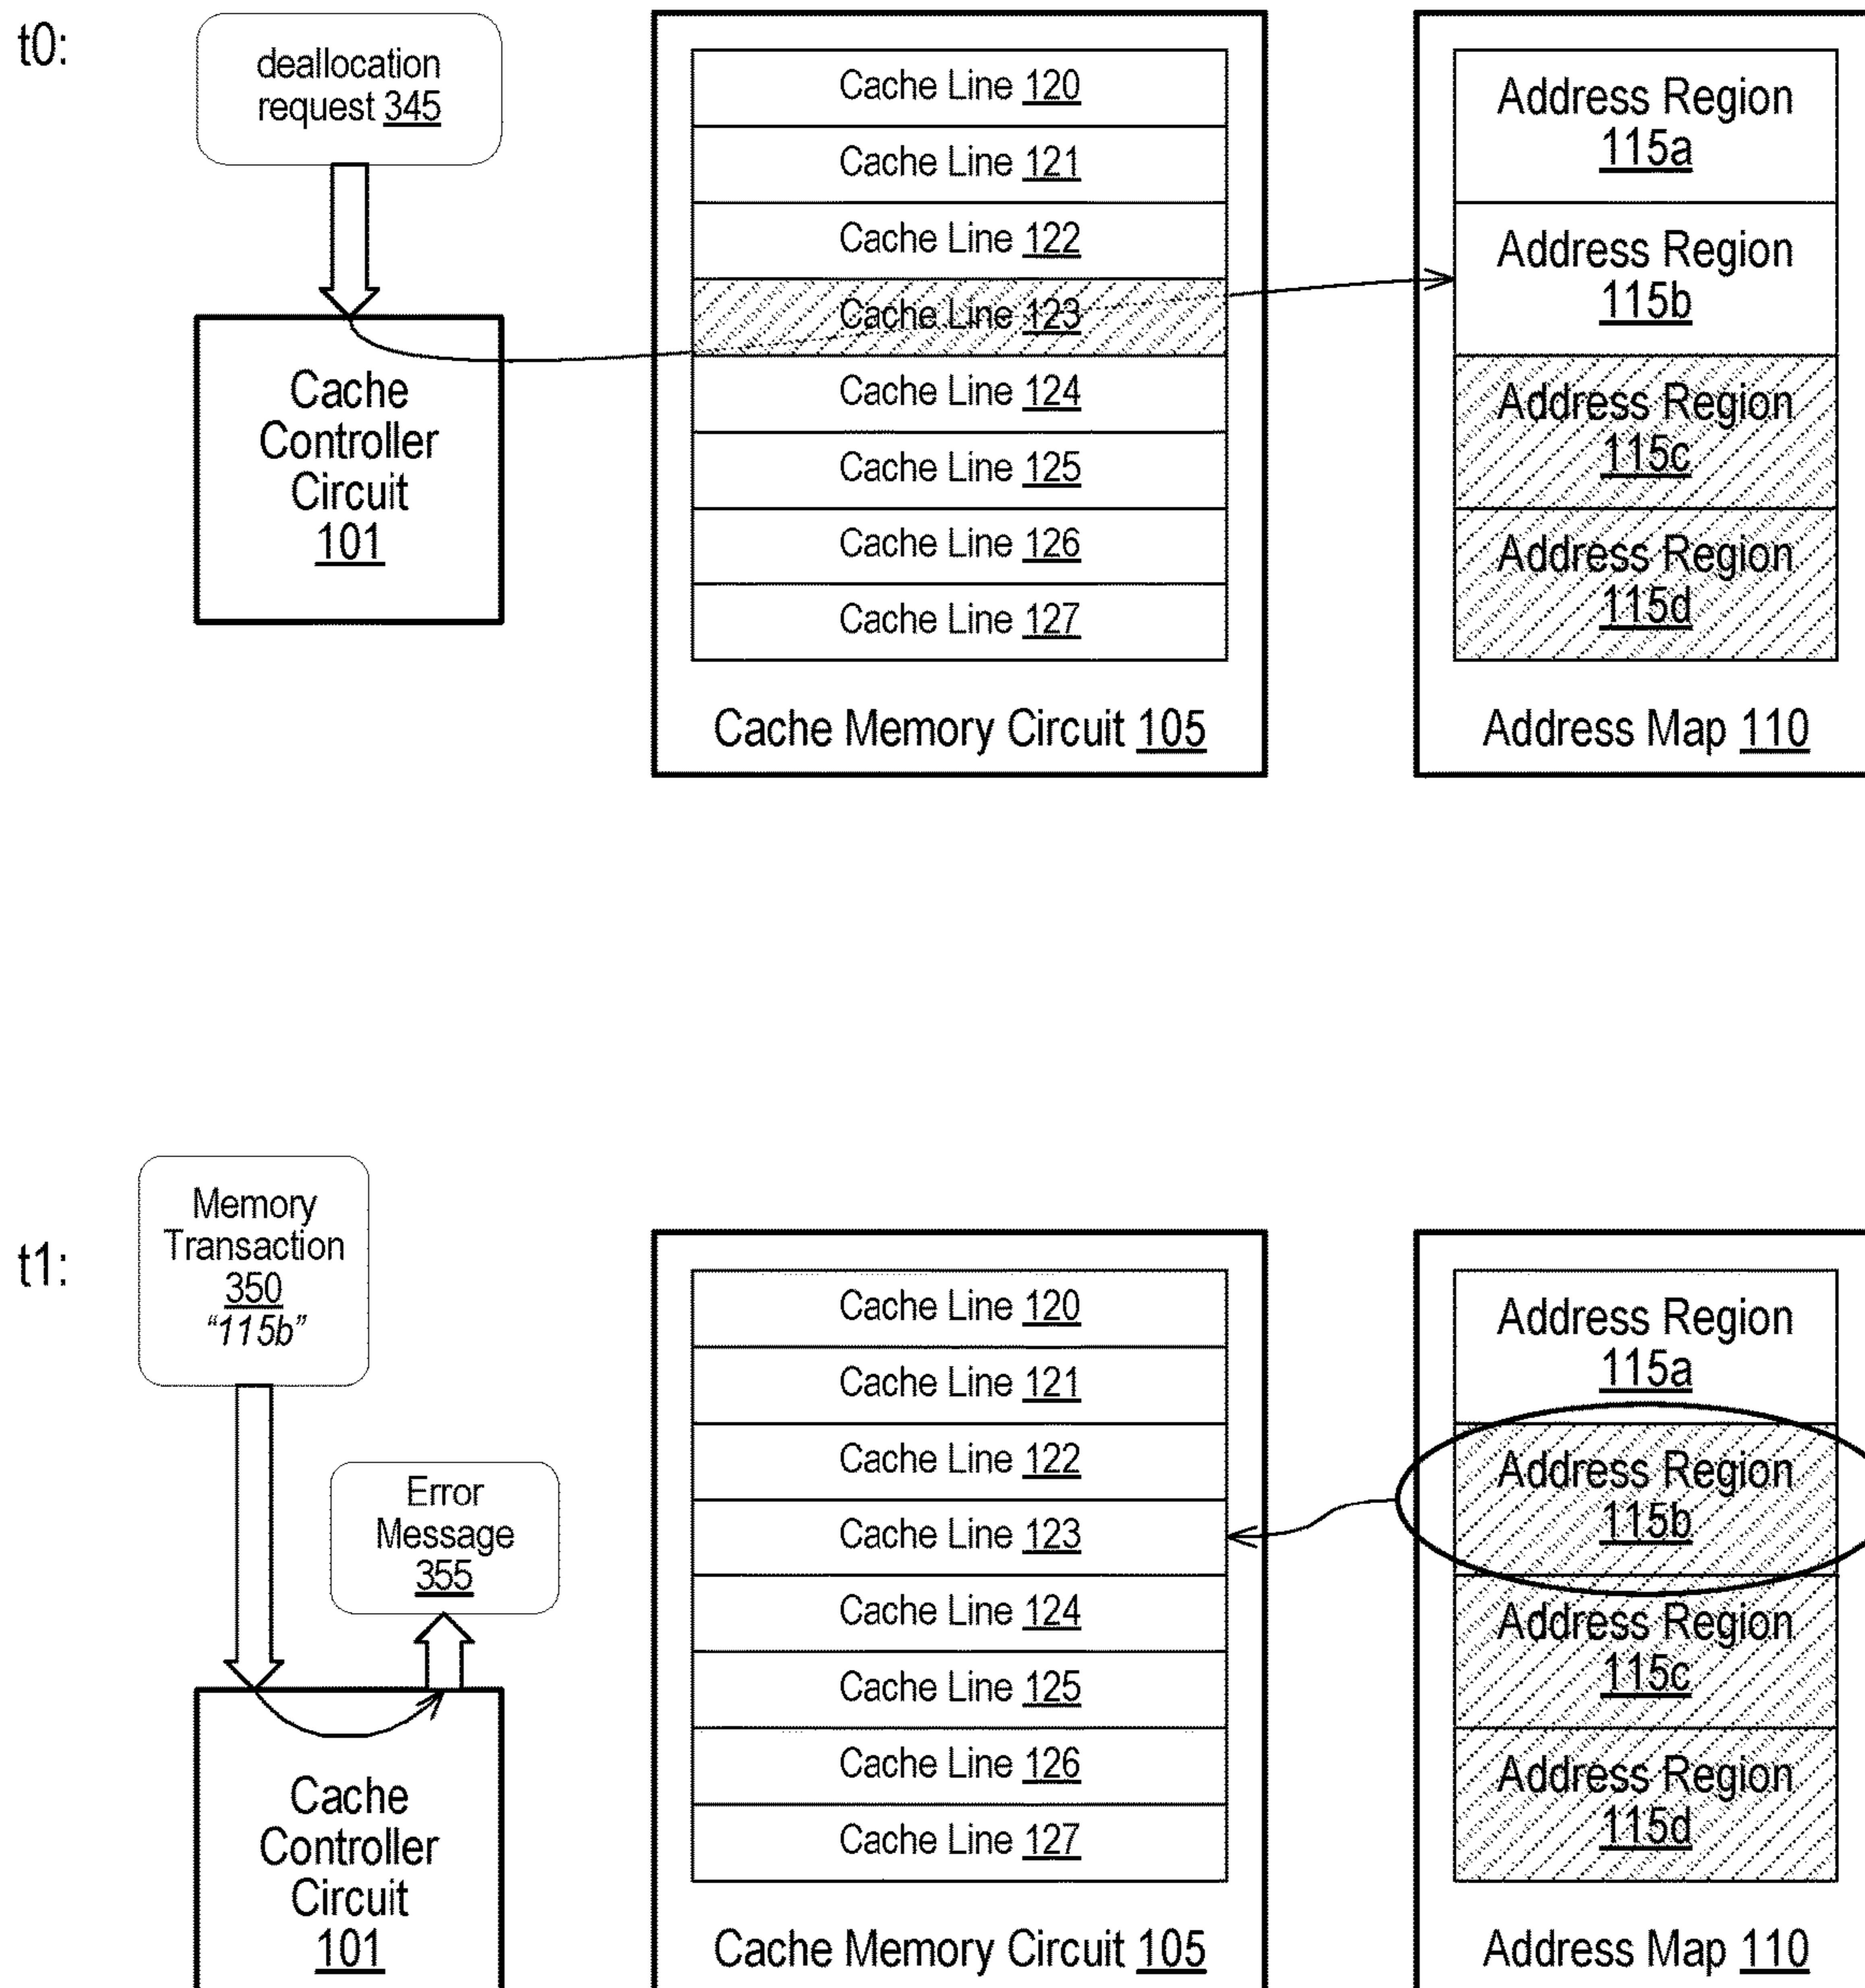 t0:
deallocation
request 345
Cache
Controller
Circuit
101
Cache Line 120
Cache Line 121
Cache Line 122
Cache Line 123
Cache Line 124
Cache Line 125
Cache Line 126
Cache Line 127
Cache Memory Circuit 105
Address Region
115a
Address Region
115b
Address Region
115c
Address Region
115d
Address Map 110
t1:
Memory
Transaction
350
“115b”
Error
Message
355
Cache
Controller
Circuit
101
Cache Line 120
Cache Line 121
Cache Line 122
Cache Line 123
Cache Line 124
Cache Line 125
Cache Line 126
Cache Line 127
Cache Memory Circuit 105
Address Region
115a
Address Region
115b
Address Region
115c
Address Region
115d
Address Map 110